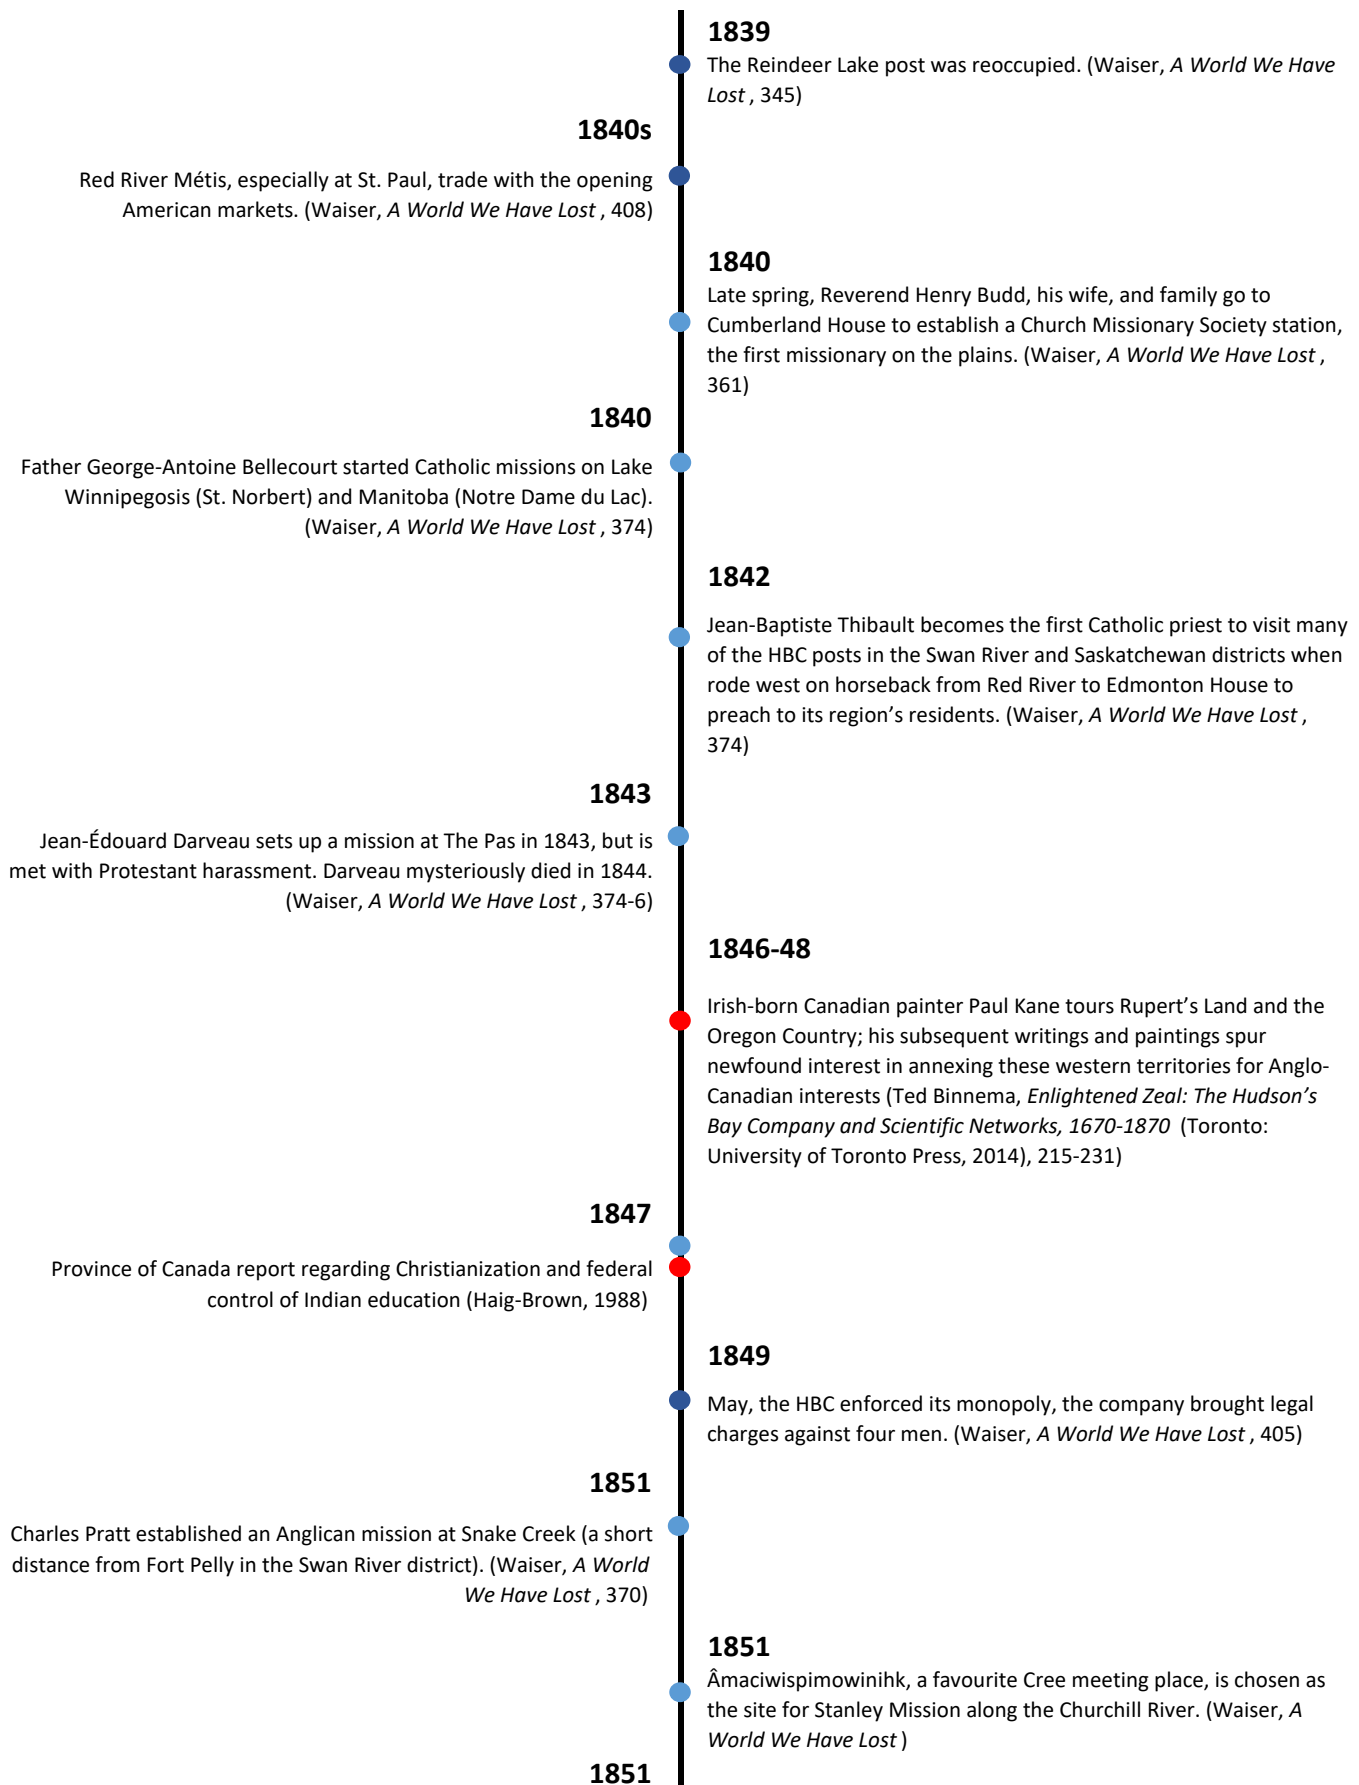 1839
The Reindeer Lake post was reoccupied. (Waiser, A World We Have
Lost , 345)
1840s
Red River Métis, especially at St. Paul, trade with the opening
American markets. (Waiser, A World We Have Lost , 408)
1840
Late spring, Reverend Henry Budd, his wife, and family go to
Cumberland House to establish a Church Missionary Society station,
the first missionary on the plains. (Waiser, A World We Have Lost ,
361)
1840
Father George-Antoine Bellecourt started Catholic missions on Lake
Winnipegosis (St. Norbert) and Manitoba (Notre Dame du Lac).
(Waiser, A World We Have Lost , 374)
1842
Jean-Baptiste Thibault becomes the first Catholic priest to visit many
of the HBC posts in the Swan River and Saskatchewan districts when
rode west on horseback from Red River to Edmonton House to
preach to its region’s residents. (Waiser, A World We Have Lost ,
374)
1843
Jean-Édouard Darveau sets up a mission at The Pas in 1843, but is
met with Protestant harassment. Darveau mysteriously died in 1844.
(Waiser, A World We Have Lost , 374-6)
1846-48
Irish-born Canadian painter Paul Kane tours Rupert’s Land and the
Oregon Country; his subsequent writings and paintings spur
newfound interest in annexing these western territories for Anglo-
Canadian interests (Ted Binnema, Enlightened Zeal: The Hudson’s
Bay Company and Scientific Networks, 1670-1870 (Toronto:
University of Toronto Press, 2014), 215-231)
1847
Province of Canada report regarding Christianization and federal
control of Indian education (Haig-Brown, 1988)
1849
May, the HBC enforced its monopoly, the company brought legal
charges against four men. (Waiser, A World We Have Lost , 405)
1851
Charles Pratt established an Anglican mission at Snake Creek (a short
distance from Fort Pelly in the Swan River district). (Waiser, A World
We Have Lost , 370)
1851
Âmaciwispimowinihk, a favourite Cree meeting place, is chosen as
the site for Stanley Mission along the Churchill River. (Waiser, A
World We Have Lost )
1851